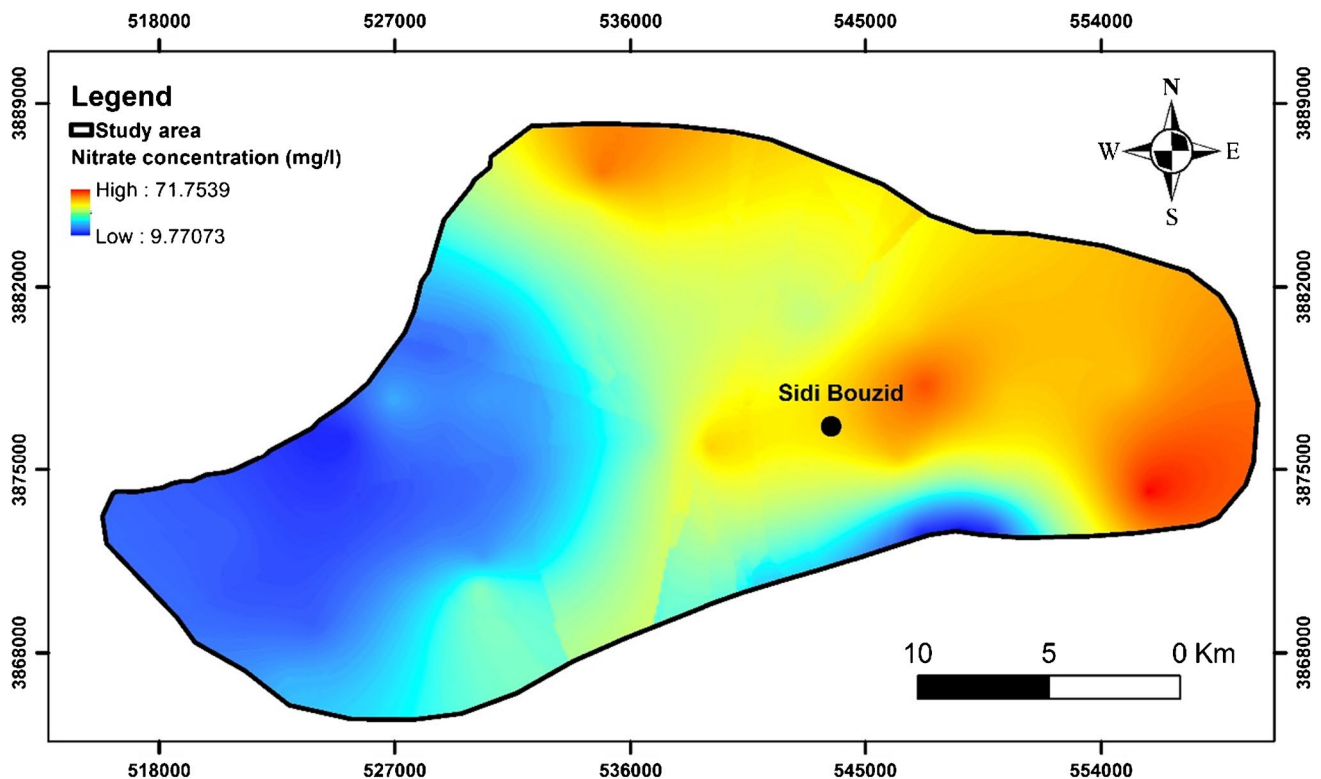 518000 527000 536000 545000 554000
3889000 3889000
Legend
Study area
Nitrate concentration (mg/l)
High : 71.7539
Low : 9.77073
N
W E
S
3882000 3882000
Sidi Bouzid
3875000 3875000
3868000 3868000
10 5 0 Km
518000 527000 536000 545000 554000